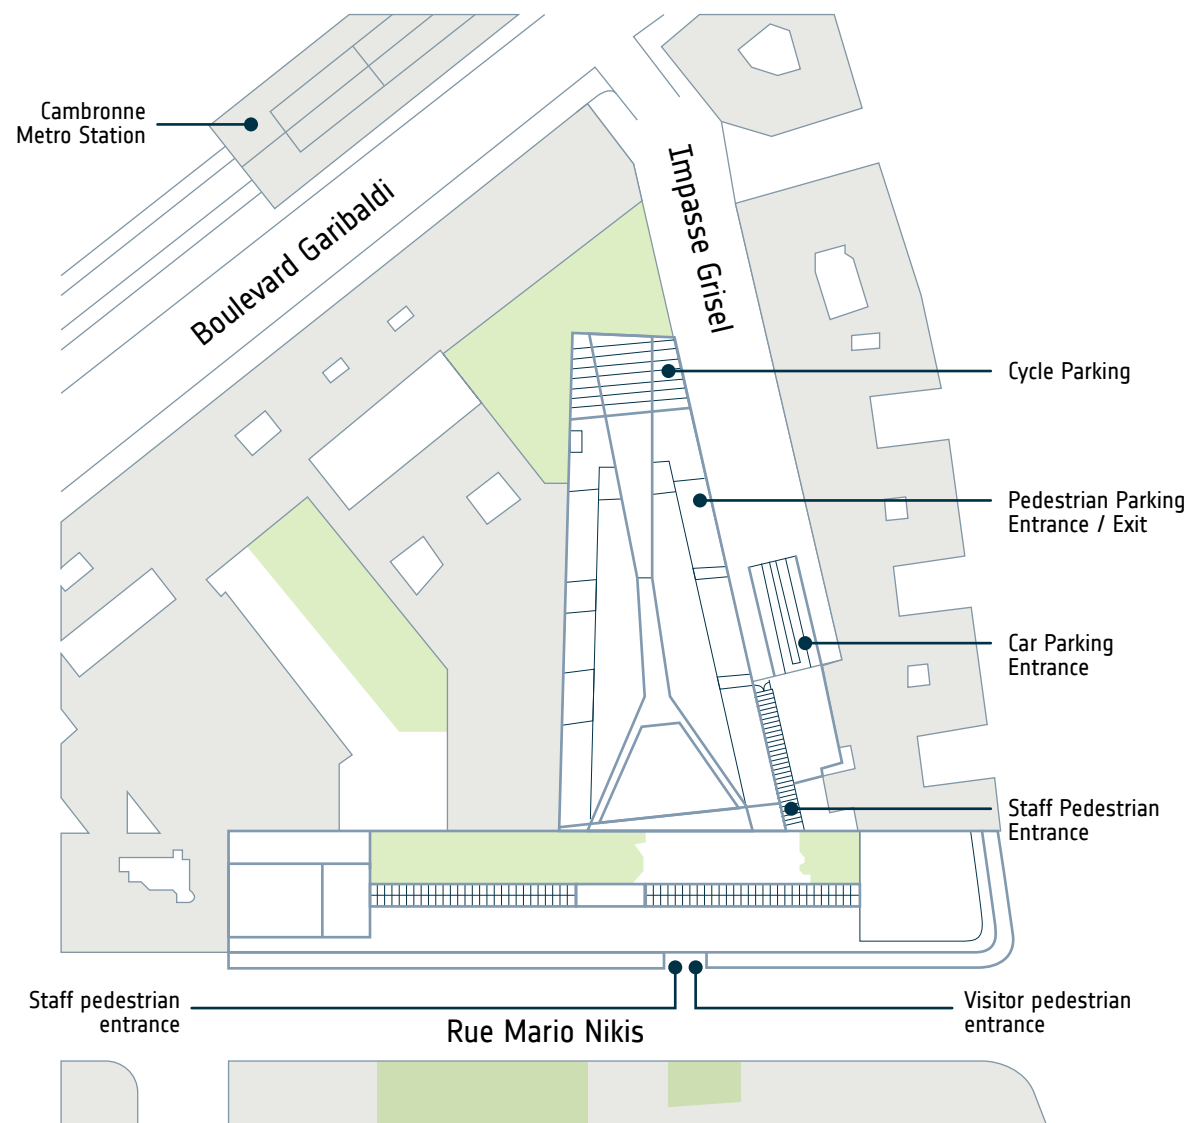 Cambronne
Metro Station
Boulevard Garibaldi
Impasse Grisel
Cycle Parking
Pedestrian Parking
Entrance / Exit
Car Parking
Entrance
Staff Pedestrian
Entrance
Staff pedestrian
entrance
Visitor pedestrian
entrance
Rue Mario Nikis